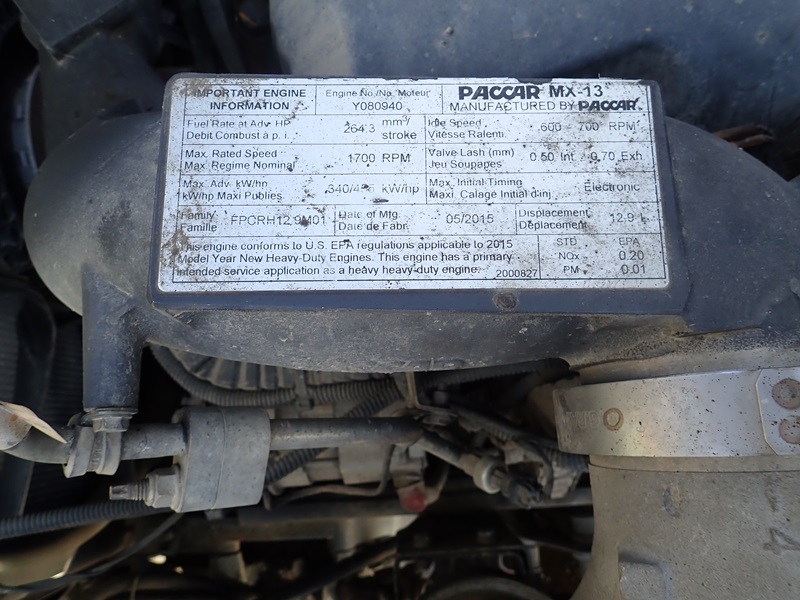 IMPORTANT ENGINE
INFORMATION
Engine No./No. Moteur
Y080940
PACCAR MX-13
MANUFACTURED BY PACCAR
Fuel Rate at Adv. HP
Debit Combust à p. i.
264.3 mm³/
stroke
Idle Speed
Vitesse Ralenti
600 - 700 RPM
Max. Rated Speed
Max. Regime Nominal
1700 RPM
Valve Lash (mm)
Jeu Soupapes
0.50 Int. 0.70 Exh.
Max. Adv. kW/hp
kW/hp Maxi Publies
kW/hp
Max. Initial Timing
Maxi. Calage Initial d'inj.
Electronic
Family
Famille
FPCRH12.9M01
Date of Mfg.
Date de Fabr.
05/2015
Displacement
Deplacement
12.9 L
This engine conforms to U.S. EPA regulations applicable to 2015
Model Year New Heavy-Duty Engines. This engine has a primary
intended service application as a heavy heavy-duty engine.
2000827
STD EPA
NOx 0.20
PM 0.01